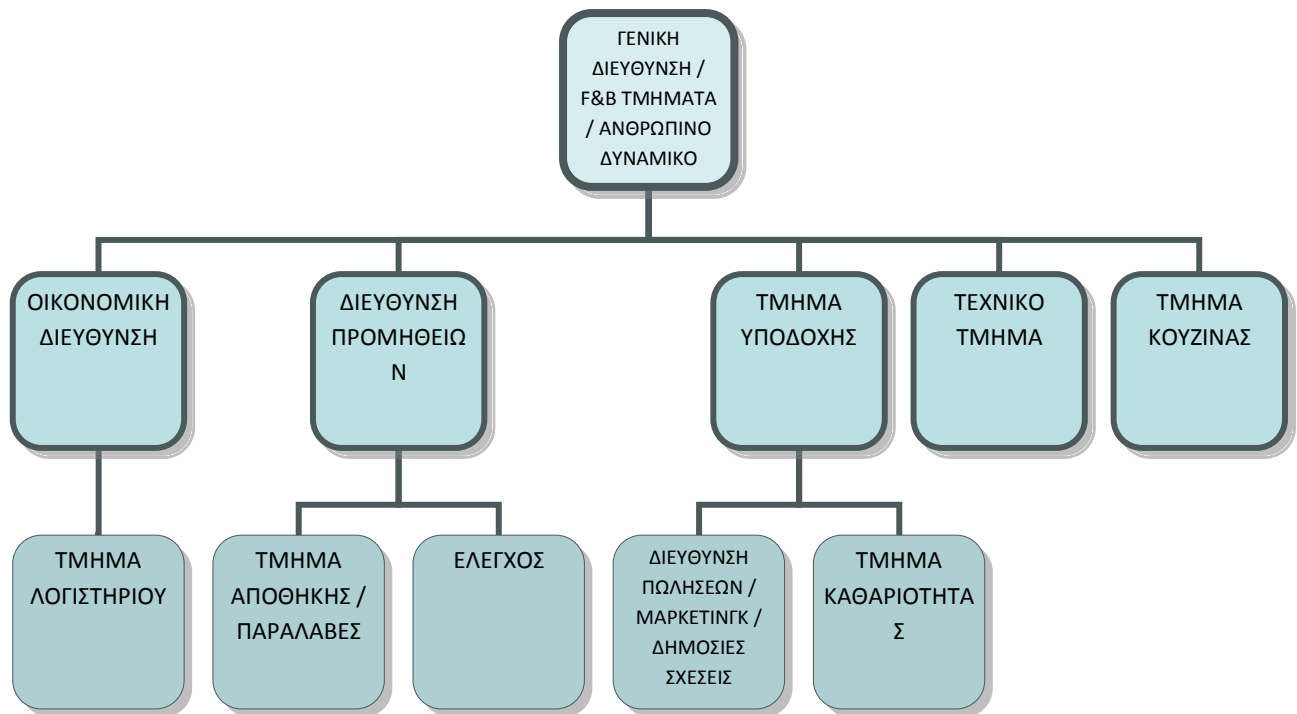 ΓΕΝΙΚΗ
ΔΙΕΥΘΥΝΣΗ /
F&B ΤΜΗΜΑΤΑ
/ ΑΝΘΡΩΠΙΝΟ
ΔΥΝΑΜΙΚΟ
ΟΙΚΟΝΟΜΙΚΗ
ΔΙΕΥΘΥΝΣΗ
ΔΙΕΥΘΥΝΣΗ
ΠΡΟΜΗΘΕΙΩ
Ν
ΤΜΗΜΑ
ΥΠΟΔΟΧΗΣ
ΤΕΧΝΙΚΟ
ΤΜΗΜΑ
ΤΜΗΜΑ
ΚΟΥΖΙΝΑΣ
ΤΜΗΜΑ
ΛΟΓΙΣΤΗΡΙΟΥ
ΤΜΗΜΑ
ΑΠΟΘΗΚΗΣ /
ΠΑΡΑΛΑΒΕΣ
ΕΛΕΓΧΟΣ
ΔΙΕΥΘΥΝΣΗ
ΠΩΛΗΣΕΩΝ /
ΜΑΡΚΕΤΙΝΓΚ /
ΔΗΜΟΣΙΕΣ
ΣΧΕΣΕΙΣ
ΤΜΗΜΑ
ΚΑΘΑΡΙΟΤΗΤΑ
Σ